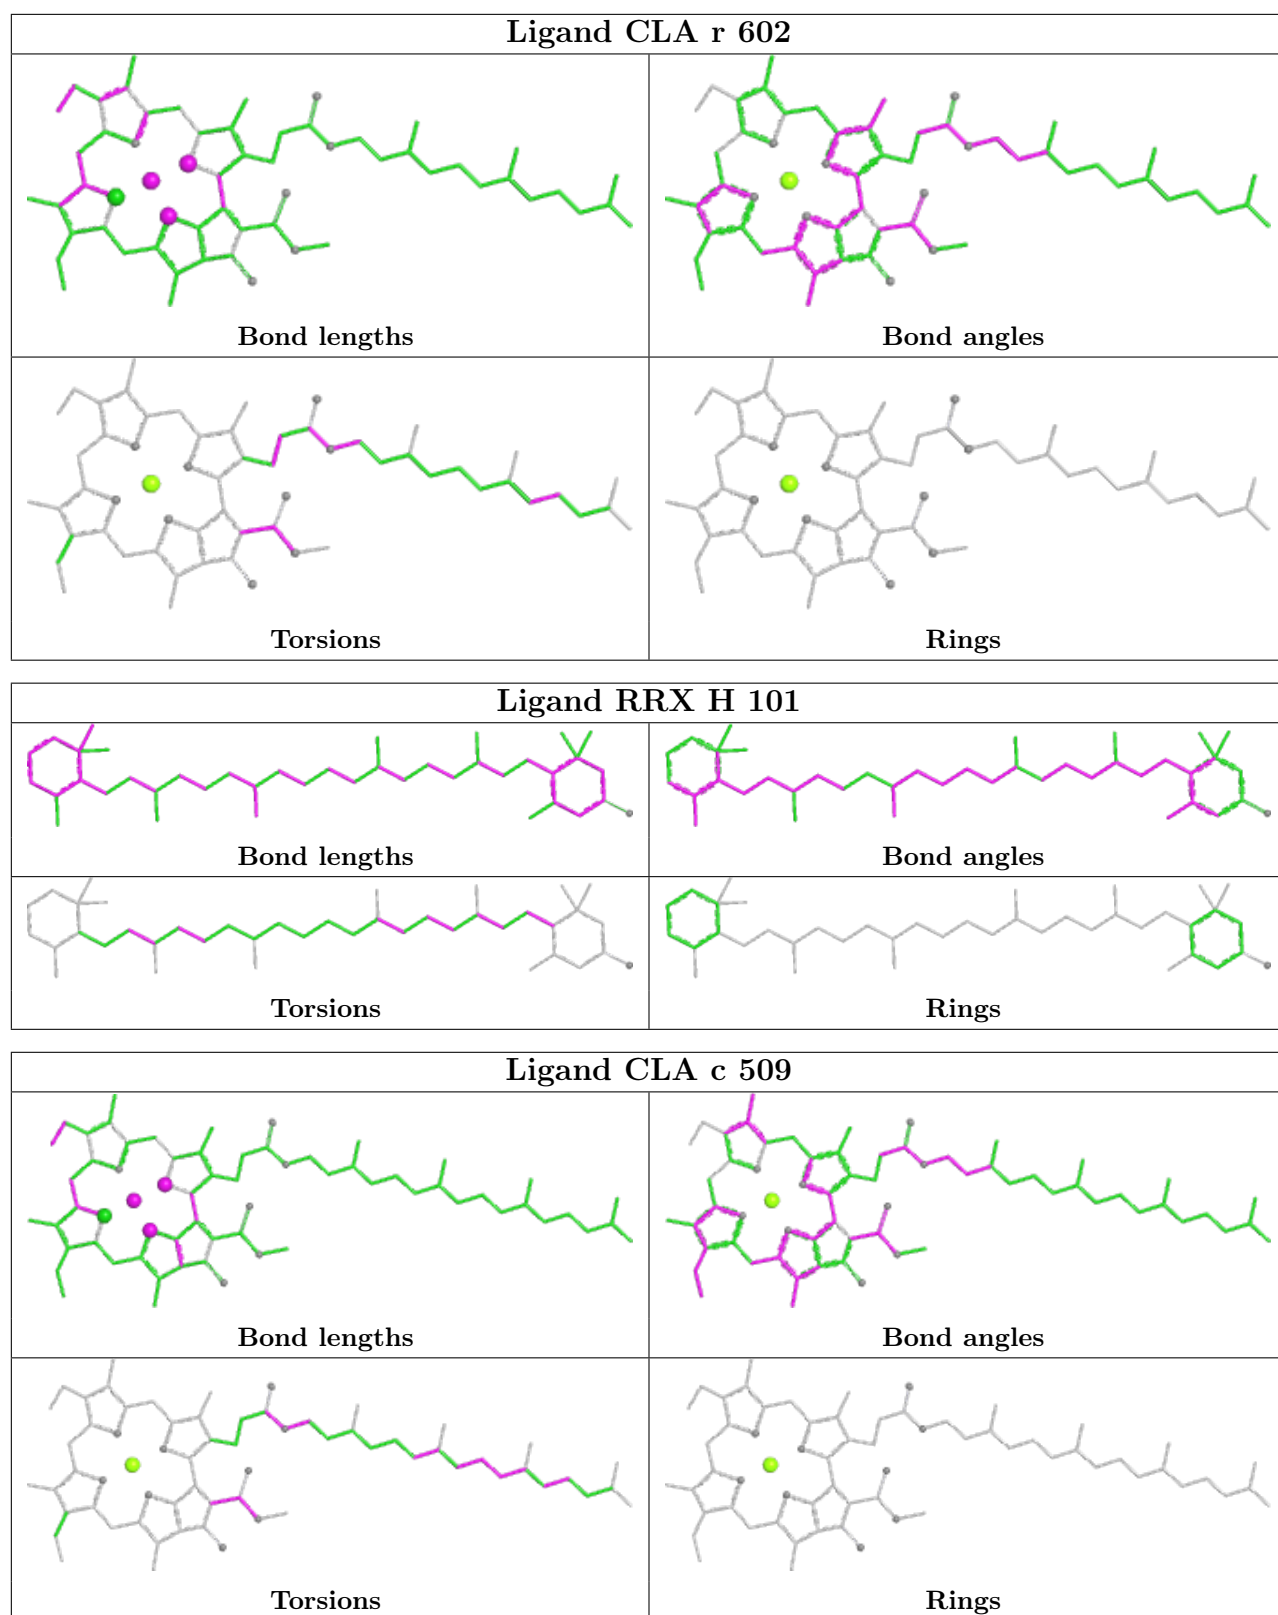 Ligand CLA r 602
Bond lengths
Bond angles
Torsions
Rings
Ligand RRX H 101
Bond lengths
Bond angles
Torsions
Rings
Ligand CLA c 509
Bond lengths
Bond angles
Torsions
Rings